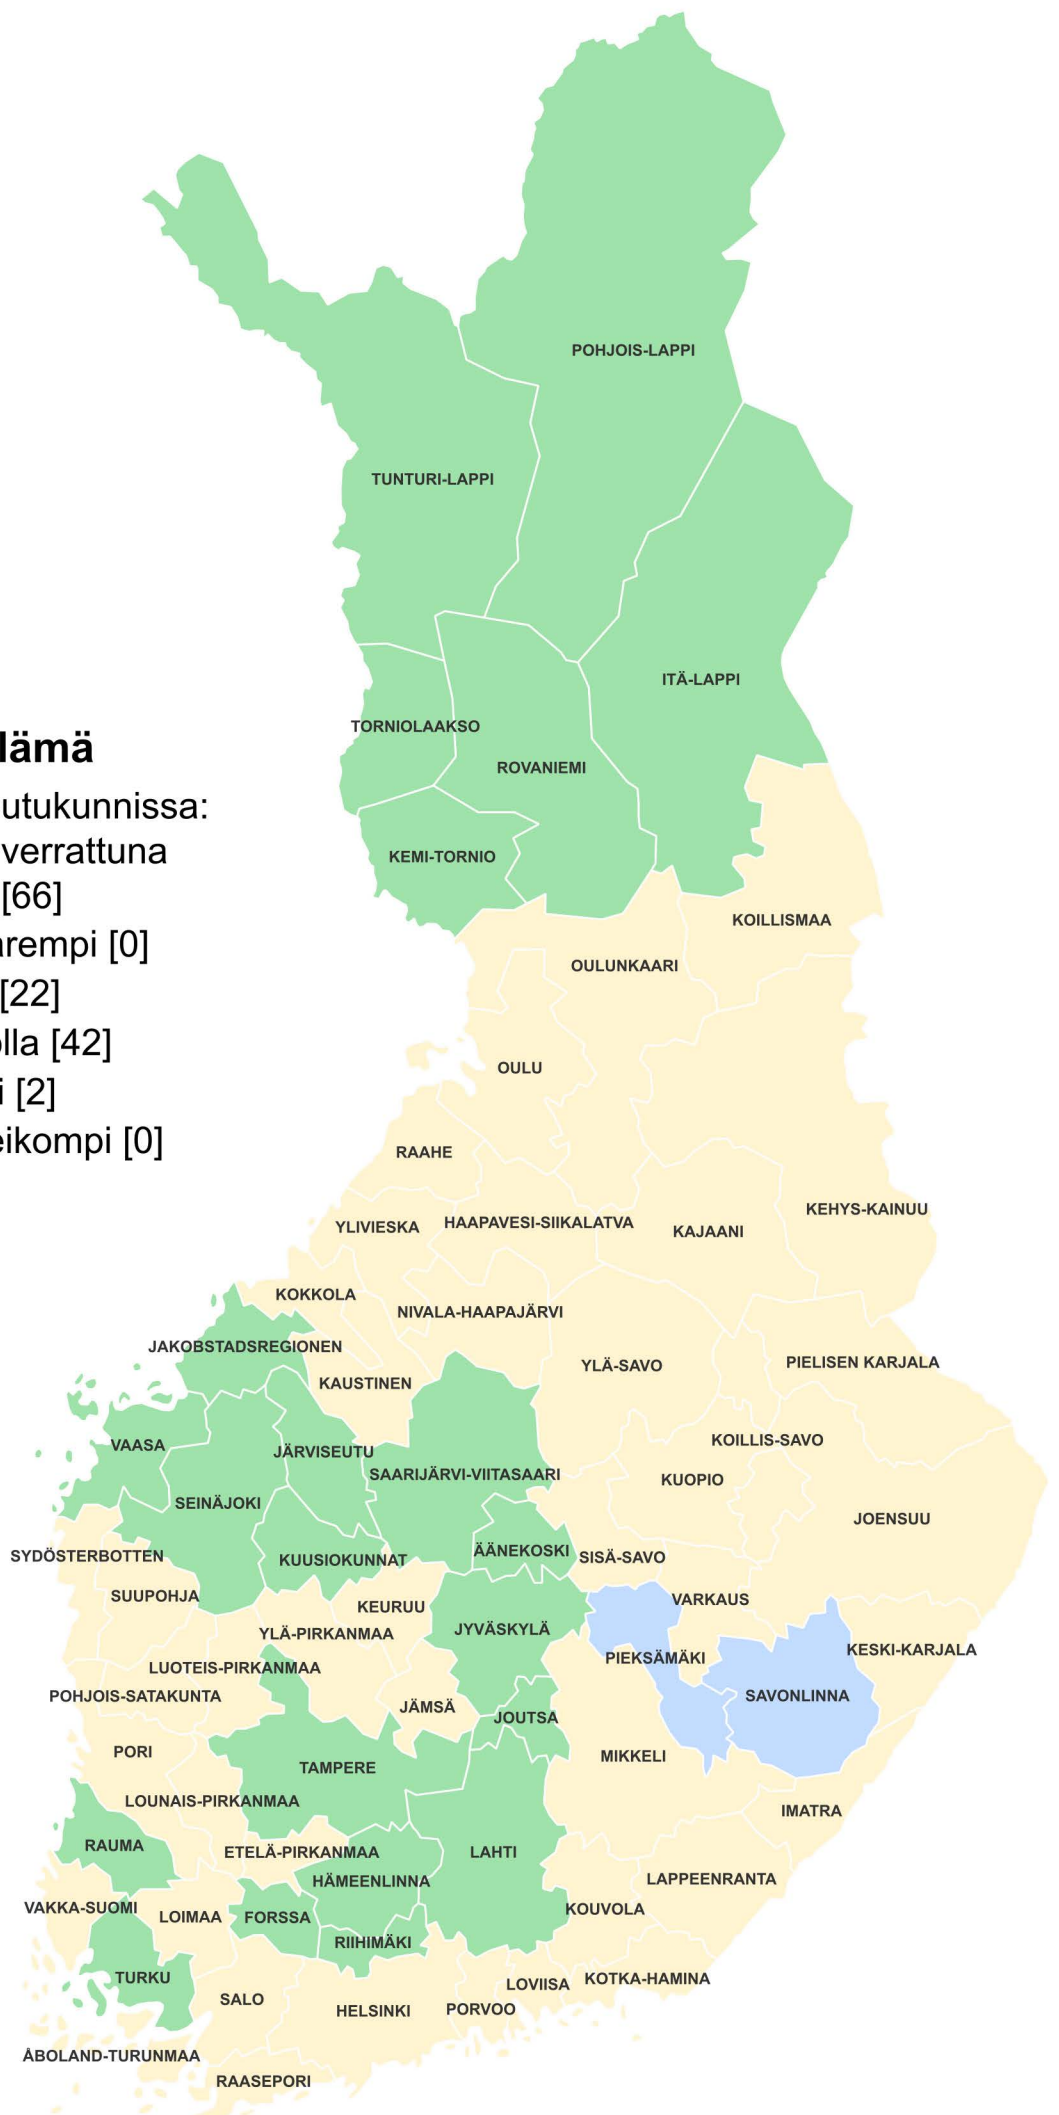 POHJOIS-LAPPI
TUNTURI-LAPPI
ITÄ-LAPPI
TORNIOLAAKSO
ROVANIEMI
KEMI-TORNIO
lämä
utukunnissa:
verrattuna
[66]
arempi [0]
[22]
olla [42]
i [2]
eikompi [0]
KOILLISMAA
OULUNKAARI
OULU
RAAHE
KEHYS-KAINUU
HAAPAVESI-SIIKALATVA
YLIVIESKA
KAJAANI
KOKKOLA
NIVALA-HAAPAJÄRVI
JAKOBSTADSREGIONEN
PIELISEN KARJALA
YLÄ-SAVO
KAUSTINEN
KOILLIS-SAVO
VAASA
JÄRVISEUTU
SAARIJÄRVI-VIITASAARI
KUOPIO
SEINÄJOKI
JOENSUU
ÄÄNEKOSKI
SYDÖSTERBOTTEN
SISÄ-SAVO
KUUSIOKUNNAT
SUUPOHJA
VARKAUS
KEURUU
JYVÄSKYLÄ
YLÄ-PIRKANMAA
KESKI-KARJALA
PIEKSÄMÄKI
LUOTEIS-PIRKANMAA
POHJOIS-SATAKUNTA
SAVONLINNA
JÄMSÄ
JOUTSA
PORI
MIKKELI
TAMPERE
LOUNAIS-PIRKANMAA
IMATRA
RAUMA
ETELÄ-PIRKANMAA
LAHTI
LAPPEENRANTA
HÄMEENLINNA
VAKKA-SUOMI
KOUVOLA
LOIMAA
FORSSA
RIIHIMÄKI
TURKU
KOTKA-HAMINA
LOVIISA
SALO
HELSINKI
PORVOO
ÅBOLAND-TURUNMAA
RAASEPORI